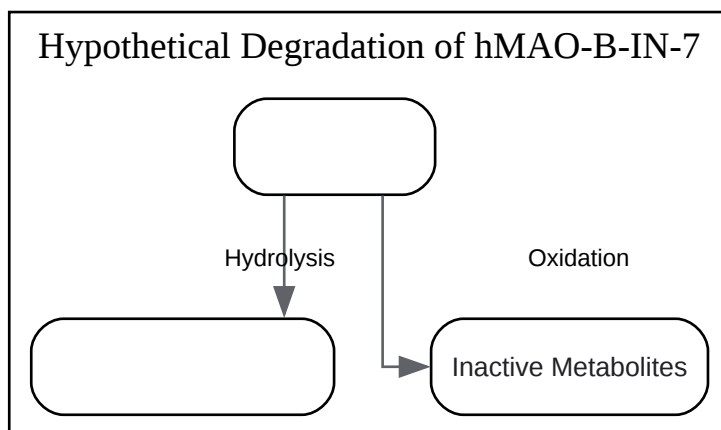 Hypothetical Degradation of hMAO-B-IN-7
Hydrolysis
Oxidation
Inactive Metabolites